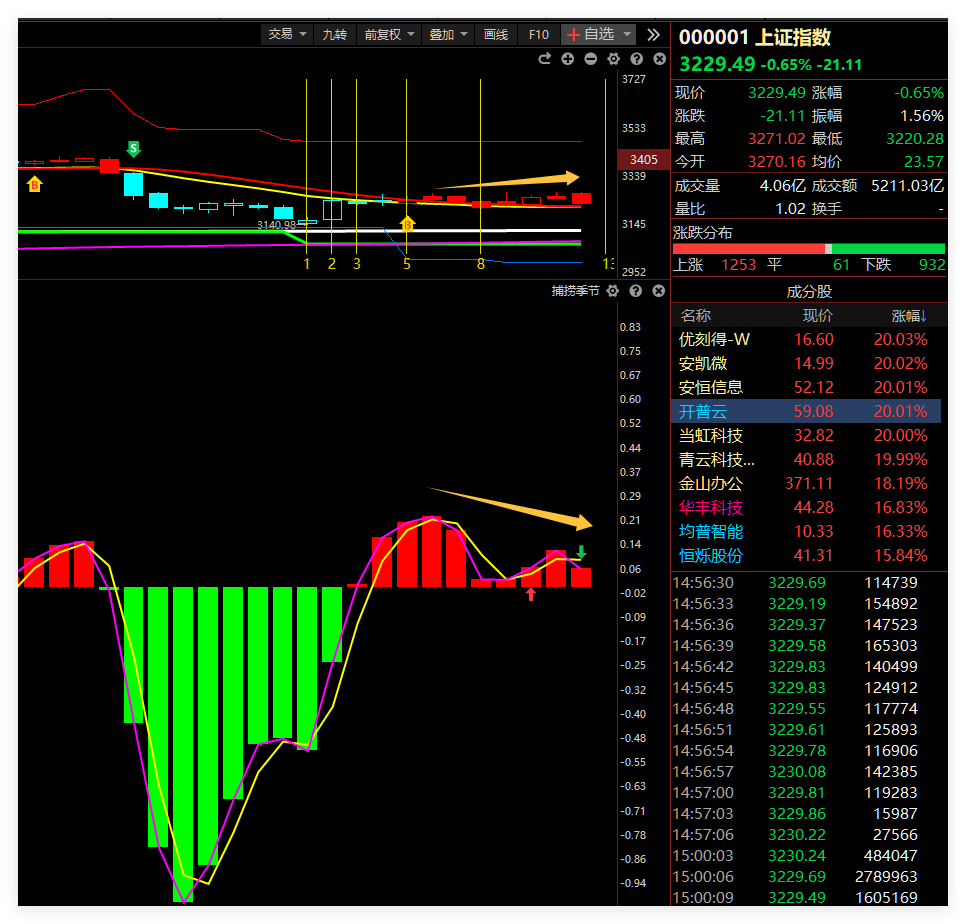 交易 九转 前复权 叠加 画线 F10 +自选
3727
3533
3405
3339
3145
2952
S
B
3140.98
B
1 2 3 5 8 13
捕捞季节
0.83
0.75
0.67
0.60
0.52
0.44
0.37
0.29
0.21
0.14
0.06
-0.02
-0.09
-0.17
-0.25
-0.32
-0.40
-0.48
-0.55
-0.63
-0.71
-0.78
-0.86
-0.94
000001 上证指数
3229.49 -0.65% -21.11
现价 3229.49 涨幅 -0.65%
涨跌 -21.11 振幅 1.56%
最高 3271.02 最低 3220.28
今开 3270.16 均价 23.57
成交量 4.06亿 成交额 5211.03亿
量比 1.02 换手 -
涨跌分布
上涨 1253 平 61 下跌 932
成分股
名称 现价 涨幅↓
优刻得-W 16.60 20.03%
安凯微 14.99 20.02%
安恒信息 52.12 20.01%
开普云 59.08 20.01%
当虹科技 32.82 20.00%
青云科技... 40.88 19.99%
金山办公 371.11 18.19%
华丰科技 44.28 16.83%
均普智能 10.33 16.33%
恒烁股份 41.31 15.84%
14:56:30 3229.69 114739
14:56:33 3229.19 154892
14:56:36 3229.37 147523
14:56:39 3229.58 165303
14:56:42 3229.83 140499
14:56:45 3229.83 124912
14:56:48 3229.55 117774
14:56:51 3229.61 125893
14:56:54 3229.78 116906
14:56:57 3230.08 142385
14:57:00 3229.81 119283
14:57:03 3229.86 15987
14:57:06 3230.22 27566
15:00:03 3230.24 484047
15:00:06 3229.69 2789963
15:00:09 3229.49 1605169